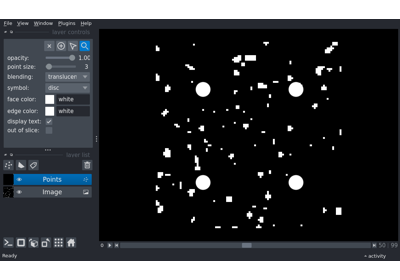 File View Window Plugins Help
layer controls
opacity: 1.00
point size: 3
blending: translucen
symbol: disc
face color: white
edge color: white
display text:
out of slice:
layer list
Points
Image
0 50 99
Ready activity